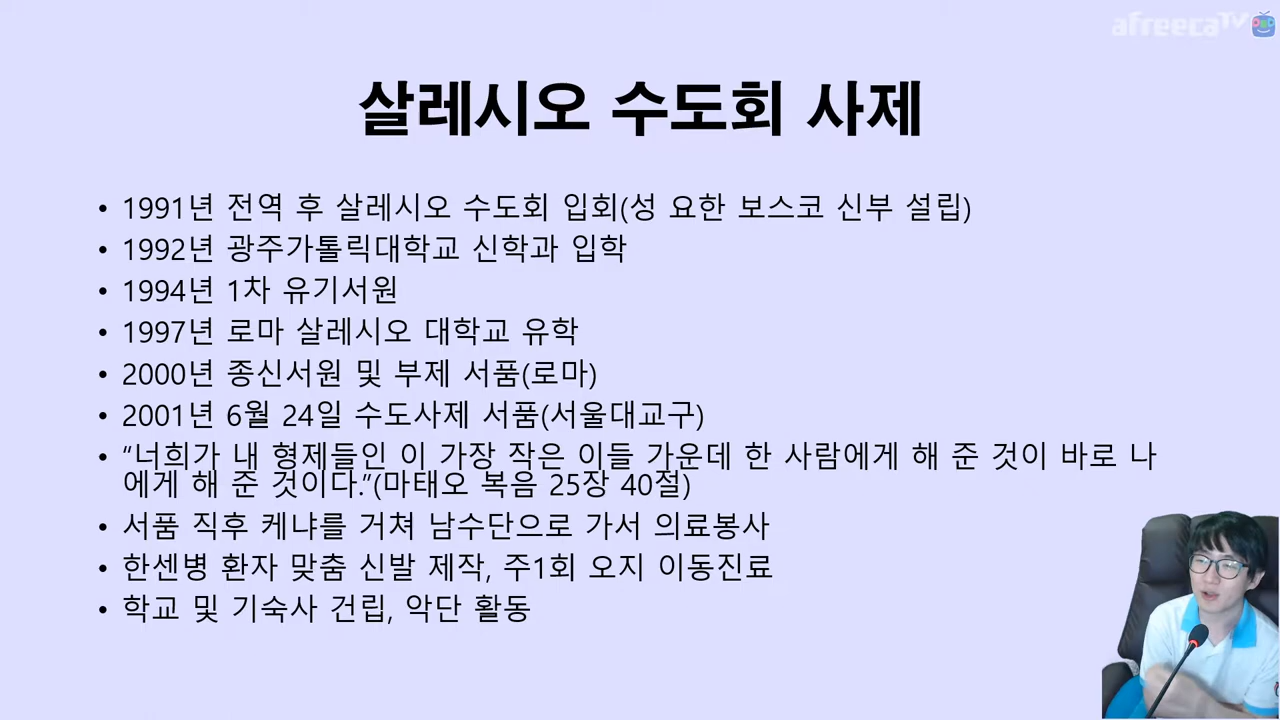 afreecaTV
살레시오 수도회 사제
• 1991년 전역 후 살레시오 수도회 입회(성 요한 보스코 신부 설립)
• 1992년 광주가톨릭대학교 신학과 입학
• 1994년 1차 유기서원
• 1997년 로마 살레시오 대학교 유학
• 2000년 종신서원 및 부제 서품(로마)
• 2001년 6월 24일 수도사제 서품(서울대교구)
• “너희가 내 형제들인 이 가장 작은 이들 가운데 한 사람에게 해 준 것이 바로 나
에게 해 준 것이다.”(마태오 복음 25장 40절)
• 서품 직후 케냐를 거쳐 남수단으로 가서 의료봉사
• 한센병 환자 맞춤 신발 제작, 주1회 오지 이동진료
• 학교 및 기숙사 건립, 악단 활동